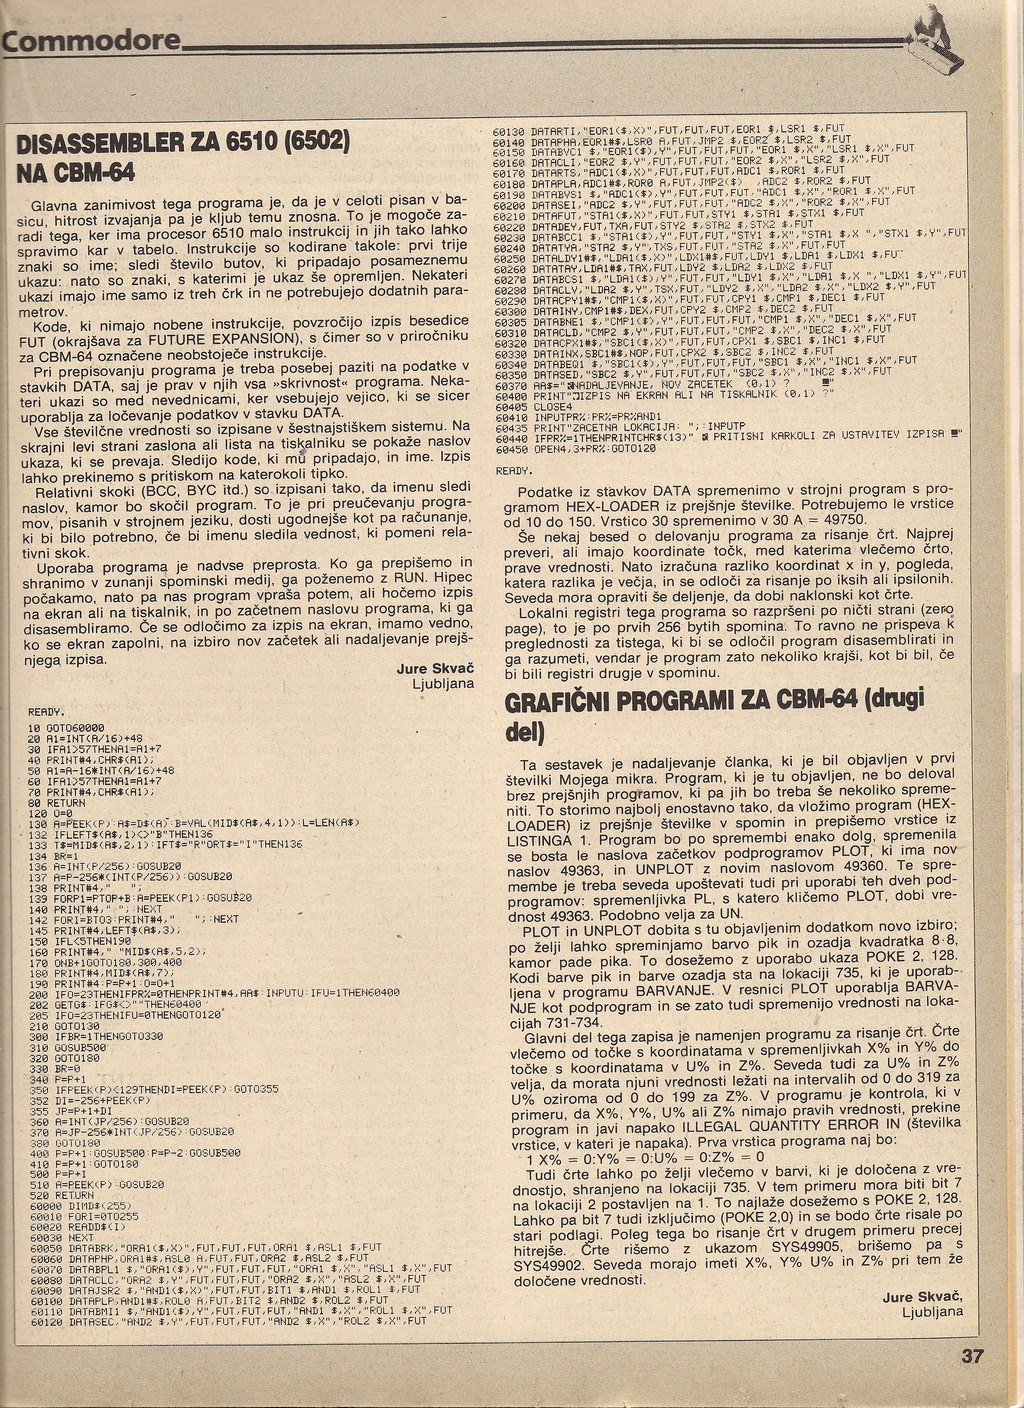 Commodore
DISASSEMBLER ZA 6510 (6502)
NA CBM-64
Glavna zanimivost tega programa je, da je v celoti pisan v ba-
sicu, hitrost izvajanja pa je kljub temu znosna. To je mogoče za-
radi tega, ker ima procesor 6510 malo instrukcij in jih tako lahko
spravimo kar v tabelo. Instrukcije so kodirane takole: prvi trije
znaki so ime; sledi število butov, ki pripadajo posameznemu
ukazu: nato so znaki, s katerimi je ukaz še opremljen. Nekateri
ukazi imajo ime samo iz treh črk in ne potrebujejo dodatnih para-
metrov.
Kode, ki nimajo nobene instrukcije, povzročijo izpis besedice
FUT (okrajšava za FUTURE EXPANSION), s čimer so v priročniku
za CBM-64 označene neobstoječe instrukcije.
Pri prepisovanju programa je treba posebej paziti na podatke v
stavkih DATA, saj je prav v njih vsa »skrivnost« programa. Neka-
teri ukazi so med nevednicami, ker vsebujejo vejico, ki se sicer
uporablja za ločevanje podatkov v stavku DATA.
Vse številčne vrednosti so izpisane v šestnajstiškem sistemu. Na
skrajni levi strani zaslona ali lista na tiskalniku se pokaže naslov
ukaza, ki se prevaja. Sledijo kode, ki mu pripadajo, in ime. Izpis
lahko prekinemo s pritiskom na katerokoli tipko.
Relativni skoki (BCC, BYC itd.) so izpisani tako, da imenu sledi
naslov, kamor bo skočil program. To je pri preučevanju progra-
mov, pisanih v strojnem jeziku, dosti ugodnejše kot pa računanje,
ki bi bilo potrebno, če bi imenu sledila vednost, ki pomeni rela-
tivni skok.
Uporaba programa je nadvse preprosta. Ko ga prepišemo in
shranimo v zunanji spominski medij, ga poženemo z RUN. Hipec
počakamo, nato pa nas program vpraša potem, ali hočemo izpis
na ekran ali na tiskalnik, in po začetnem naslovu programa, ki ga
disasembliramo. Če se odločimo za izpis na ekran, imamo vedno,
ko se ekran zapolni, na izbiro nov začetek ali nadaljevanje prejš-
njega izpisa.
Jure Skvač
Ljubljana
READY.
10 GOTO60000
20 A1=INT(A/16)+48
30 IFA1>57THENA1=A1+7
40 PRINT#4,CHR$(A1);
50 A1=A-16*INT(A/16)+48
60 IFA1>57THENA1=A1+7
70 PRINT#4,CHR$(A1);
80 RETURN
120 O=0
130 A=PEEK(P):A$=D$(A):B=VAL(MID$(A$,4,1)):L=LEN(A$)
132 IFLEFT$(A$,1)<>"B"THEN136
133 T$=MID$(A$,2,1):IFT$="R"ORT$="I"THEN136
134 BR=1
136 A=INT(P/256):GOSUB20
137 A=P-256*(INT(P/256)):GOSUB20
138 PRINT#4,"   ";
139 FORP1=PTOP+B:A=PEEK(P1):GOSUB20
140 PRINT#4," ";:NEXT
142 FORI=BTO3:PRINT#4,"   ";:NEXT
145 PRINT#4,LEFT$(A$,3);
150 IFL<5THEN190
160 PRINT#4," "MID$(A$,5,2);
170 ONB+1GOTO180,300,400
180 PRINT#4,MID$(A$,7);
190 PRINT#4:P=P+1:O=O+1
200 IFO=23THENIFPR%=0THENPRINT#4,AA$:INPUTU:IFU=1THEN60400
202 GETG$:IFG$<>""THEN60400
205 IFO=23THENIFU=0THENGOTO120
210 GOTO130
300 IFBR=1THENGOTO330
310 GOSUB500
320 GOTO180
330 BR=0
340 P=P+1
350 IFPEEK(P)<129THENDI=PEEK(P):GOTO355
352 DI=-256+PEEK(P)
355 JP=P+1+DI
360 A=INT(JP/256):GOSUB20
370 A=JP-256*INT(JP/256):GOSUB20
380 GOTO180
400 P=P+1:GOSUB500:P=P-2:GOSUB500
410 P=P+1:GOTO180
500 P=P+1
510 A=PEEK(P):GOSUB20
520 RETURN
60000 DIMD$(255)
60010 FORI=0TO255
60020 READD$(I)
60030 NEXT
60050 DATABRK,"ORA1($,X)",FUT,FUT,FUT,ORA1 $,ASL1 $,FUT
60060 DATAPHP,ORA1#$,ASL0 A,FUT,FUT,ORA2 $,ASL2 $,FUT
60070 DATABPL1 $,"ORA1($),Y",FUT,FUT,FUT,"ORA1 $,X","ASL1 $,X",FUT
60080 DATACLC,"ORA2 $,Y",FUT,FUT,FUT,"ORA2 $,X","ASL2 $,X",FUT
60090 DATAJSR2 $,"AND1($,X)",FUT,FUT,BIT1 $,AND1 $,ROL1 $,FUT
60100 DATAPLP,AND1#$,ROL0 A,FUT,BIT2 $,AND2 $,ROL2 $,FUT
60110 DATABMI1 $,"AND1($),Y",FUT,FUT,FUT,"AND1 $,X","ROL1 $,X",FUT
60120 DATASEC,"AND2 $,Y",FUT,FUT,FUT,"AND2 $,X","ROL2 $,X",FUT
60130 DATARTI,"EOR1($,X)",FUT,FUT,FUT,EOR1 $,LSR1 $,FUT
60140 DATAPHA,EOR1#$,LSR0 A,FUT,JMP2 $,EOR2 $,LSR2 $,FUT
60150 DATABVC1 $,"EOR1($),Y",FUT,FUT,FUT,"EOR1 $,X","LSR1 $,X",FUT
60160 DATACLI,"EOR2 $,Y",FUT,FUT,FUT,"EOR2 $,X","LSR2 $,X",FUT
60170 DATARTS,"ADC1($,X)",FUT,FUT,FUT,ADC1 $,ROR1 $,FUT
60180 DATAPLA,ADC1#$,ROR0 A,FUT,JMP2($) ,ADC2 $,ROR2 $,FUT
60190 DATABVS1 $,"ADC1($),Y",FUT,FUT,FUT,"ADC1 $,X","ROR1 $,X",FUT
60200 DATASEI,"ADC2 $,Y",FUT,FUT,FUT,"ADC2 $,X","ROR2 $,X",FUT
60210 DATAFUT,"STA1($,X)",FUT,FUT,STY1 $,STA1 $,STX1 $,FUT
60220 DATADEY,FUT,TXA,FUT,STY2 $,STA2 $,STX2 $,FUT
60230 DATABCC1 $,"STA1($),Y",FUT,FUT,"STY1 $,X","STA1 $,X ","STX1 $,Y",FUT
60240 DATATYA,"STA2 $,Y",TXS,FUT,FUT,"STA2 $,X",FUT,FUT
60250 DATALDY1#$,"LDA1($,X)",LDX1#$,FUT,LDY1 $,LDA1 $,LDX1 $,FUT
60260 DATATAY,LDA1#$,TAX,FUT,LDY2 $,LDA2 $,LDX2 $,FUT
60270 DATABCS1 $,"LDA1($),Y",FUT,FUT,"LDY1 $,X","LDA1 $,X ","LDX1 $,Y",FUT
60280 DATACLV,"LDA2 $,Y",TSX,FUT,"LDY2 $,X","LDA2 $,X","LDX2 $,Y",FUT
60290 DATACPY1#$,"CMP1($,X)",FUT,FUT,CPY1 $,CMP1 $,DEC1 $,FUT
60300 DATAINY,CMP1#$,DEX,FUT,CPY2 $,CMP2 $,DEC2 $,FUT
60305 DATABNE1 $,"CMP1($),Y",FUT,FUT,FUT,"CMP1 $,X","DEC1 $,X",FUT
60310 DATACLD,"CMP2 $,Y",FUT,FUT,FUT,"CMP2 $,X","DEC2 $,X",FUT
60320 DATACPX1#$,"SBC1($,X)",FUT,FUT,CPX1 $,SBC1 $,INC1 $,FUT
60330 DATAINX,SBC1#$,NOP,FUT,CPX2 $,SBC2 $,INC2 $,FUT
60340 DATABEQ1 $,"SBC1($),Y",FUT,FUT,FUT,"SBC1 $,X","INC1 $,X",FUT
60350 DATASED,"SBC2 $,Y",FUT,FUT,FUT,"SBC2 $,X","INC2 $,X",FUT
60370 AA$="NADALJEVANJE, NOV ZACETEK (0,1) ? "
60400 PRINT"IZPIS NA EKRAN ALI NA TISKALNIK (0,1) ?"
60405 CLOSE4
60410 INPUTPR%:PR%=PR%AND1
60435 PRINT"ZACETNA LOKACIJA: ";:INPUTP
60440 IFPR%=1THENPRINTCHR$(13)" PRITISNI KARKOLI ZA USTAVITEV IZPISA "
60450 OPEN4,3+PR%:GOTO120
READY.
Podatke iz stavkov DATA spremenimo v strojni program s pro-
gramom HEX-LOADER iz prejšnje številke. Potrebujemo le vrstice
od 10 do 150. Vrstico 30 spremenimo v 30 A = 49750.
Še nekaj besed o delovanju programa za risanje črt. Najprej
preveri, ali imajo koordinate točk, med katerima vlečemo črto,
prave vrednosti. Nato izračuna razliko koordinat x in y, pogleda,
katera razlika je večja, in se odloči za risanje po iksih ali ipsilonih.
Seveda mora opraviti še deljenje, da dobi naklonski kot črte.
Lokalni registri tega programa so razpršeni po ničti strani (zero
page), to je po prvih 256 bytih spomina. To ravno ne prispeva k
preglednosti za tistega, ki bi se odločil program disasemblirati in
ga razumeti, vendar je program zato nekoliko krajši, kot bi bil, če
bi bili registri drugje v spominu.
GRAFIČNI PROGRAMI ZA CBM-64 (drugi
del)
Ta sestavek je nadaljevanje članka, ki je bil objavljen v prvi
številki Mojega mikra. Program, ki je tu objavljen, ne bo deloval
brez prejšnjih programov, ki pa jih bo treba še nekoliko spreme-
niti. To storimo najbolj enostavno tako, da vložimo program (HEX-
LOADER) iz prejšnje številke v spomin in prepišemo vrstice iz
LISTINGA 1. Program bo po spremembi enako dolg, spremenila
se bosta le naslova začetkov podprogramov PLOT, ki ima nov
naslov 49363, in UNPLOT z novim naslovom 49360. Te spre-
membe je treba seveda upoštevati tudi pri uporabi teh dveh pod-
programov: spremenljivka PL, s katero kličemo PLOT, dobi vre-
dnost 49363. Podobno velja za UN.
PLOT in UNPLOT dobita s tu objavljenim dodatkom novo izbiro;
po želji lahko spreminjamo barvo pik in ozadja kvadratka 8·8,
kamor pade pika. To dosežemo z uporabo ukaza POKE 2, 128.
Kodi barve pik in barve ozadja sta na lokaciji 735, ki je uporab-
ljena v programu BARVANJE. V resnici PLOT uporablja BARVA-
NJE kot podprogram in se zato tudi spremenijo vrednosti na loka-
cijah 731-734.
Glavni del tega zapisa je namenjen programu za risanje črt. Črte
vlečemo od točke s koordinatama v spremenljivkah X% in Y% do
točke s koordinatama v U% in Z%. Seveda tudi za U% in Z%
velja, da morata njuni vrednosti ležati na intervalih od 0 do 319 za
U% oziroma od 0 do 199 za Z%. V programu je kontrola, ki v
primeru, da X%, Y%, U% ali Z% nimajo pravih vrednosti, prekine
program in javi napako ILLEGAL QUANTITY ERROR IN (številka
vrstice, v kateri je napaka). Prva vrstica programa naj bo:
1 X% = 0:Y% = 0:U% = 0:Z% = 0
Tudi črte lahko po želji vlečemo v barvi, ki je določena z vre-
dnostjo, shranjeno na lokaciji 735. V tem primeru mora biti bit 7
na lokaciji 2 postavljen na 1. To najlaže dosežemo s POKE 2, 128.
Lahko pa bit 7 tudi izključimo (POKE 2,0) in se bodo črte risale po
stari podlagi. Poleg tega bo risanje črt v drugem primeru precej
hitrejše. Črte rišemo z ukazom SYS49905, brišemo pa s
SYS49902. Seveda morajo imeti X%, Y% U% in Z% pri tem že
določene vrednosti.
Jure Skvač,
Ljubljana
37